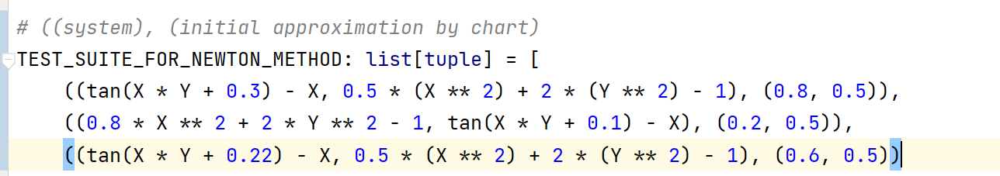 # ((system), (initial approximation by chart)
TEST_SUITE_FOR_NEWTON_METHOD: list[tuple] = [
    ((tan(X * Y + 0.3) - X, 0.5 * (X ** 2) + 2 * (Y ** 2) - 1), (0.8, 0.5)),
    ((0.8 * X ** 2 + 2 * Y ** 2 - 1, tan(X * Y + 0.1) - X), (0.2, 0.5)),
    ((tan(X * Y + 0.22) - X, 0.5 * (X ** 2) + 2 * (Y ** 2) - 1), (0.6, 0.5))